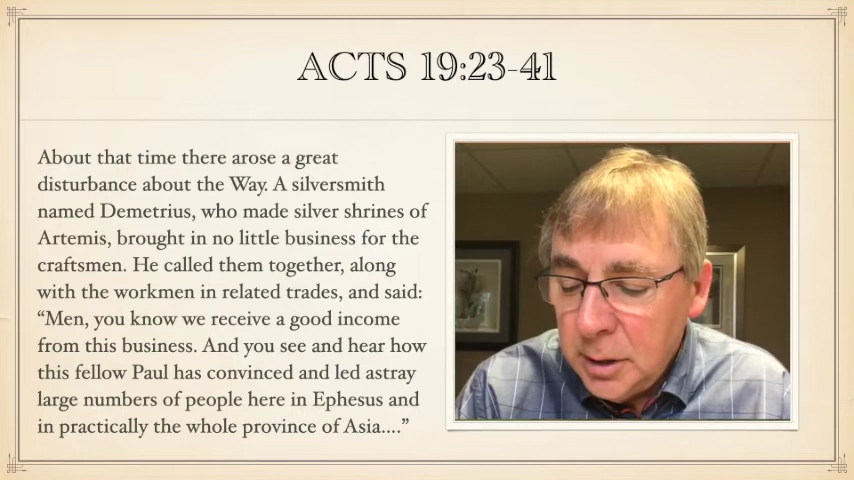 ACTS 19:23-41
About that time there arose a great
disturbance about the Way. A silversmith
named Demetrius, who made silver shrines of
Artemis, brought in no little business for the
craftsmen. He called them together, along
with the workmen in related trades, and said:
“Men, you know we receive a good income
from this business. And you see and hear how
this fellow Paul has convinced and led astray
large numbers of people here in Ephesus and
in practically the whole province of Asia....”